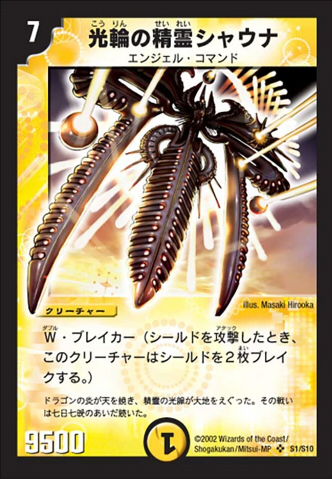 7
光輪の精霊シャウナ
こうりん せいれい
エンジェル・コマンド
illus. Masaki Hirooka
クリーチャー
W・ブレイカー（シールドを攻撃したとき、
ダブル アタック
このクリーチャーはシールドを2枚ブレイ
まい
クする。）
ドラゴンの炎が天を焼き、精霊の光臨が大地をえぐった。その戦い
は七日七晩のあいだ続いた。
9500
1
©2002 Wizards of the Coast/
Shogakukan/Mitsui-MP S1/S10